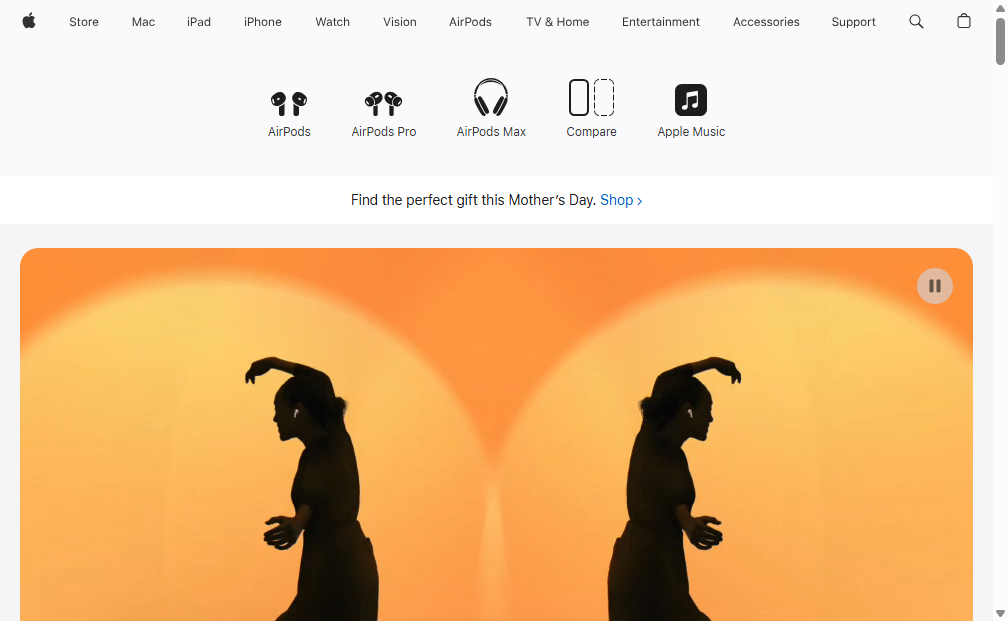 Store Mac iPad iPhone Watch Vision AirPods TV & Home Entertainment Accessories Support
AirPods AirPods Pro AirPods Max Compare Apple Music
Find the perfect gift this Mother’s Day. Shop >